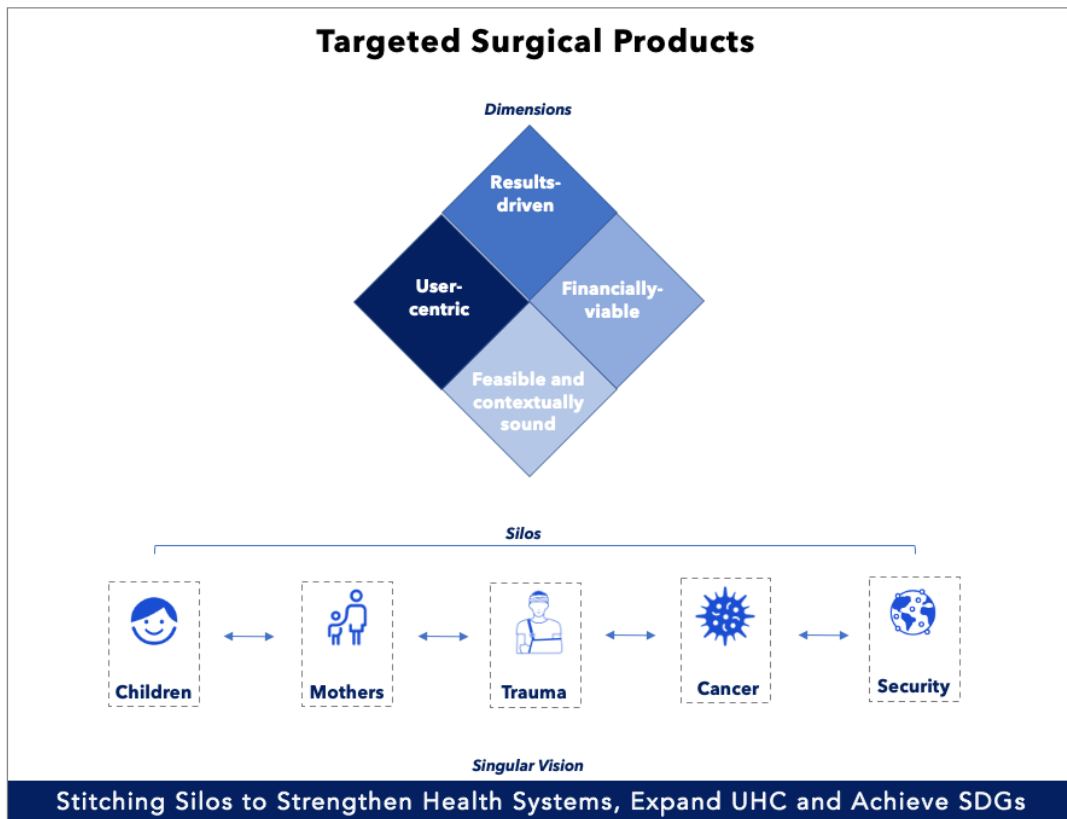 Targeted Surgical Products
Dimensions
Results-
driven
User-
centric
Financially-
viable
Feasible and
contextually
sound
Silos
Children
Mothers
Trauma
Cancer
Security
Singular Vision
Stitching Silos to Strengthen Health Systems, Expand UHC and Achieve SDGs